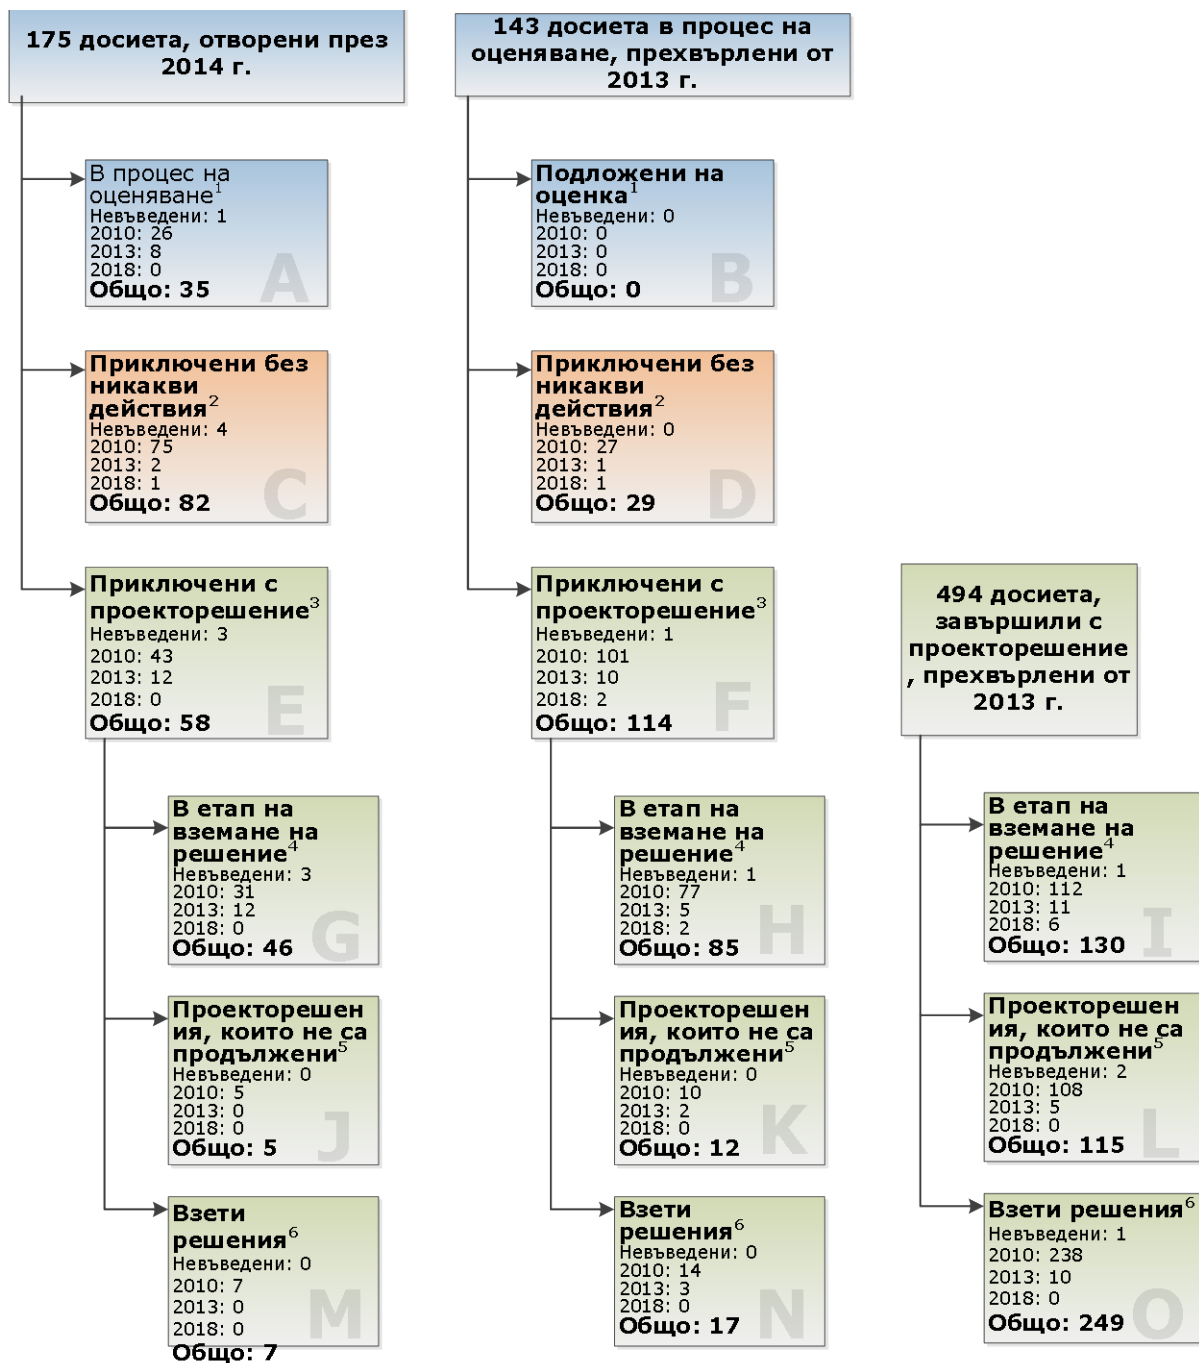 175 досиета, отворени през
2014 г.
143 досиета в процес на
оценяване, прехвърлени от
2013 г.
В процес на
оценяване1
Невъведени: 1
2010: 26
2013: 8
2018: 0
Общо: 35
A
Подложени на
оценка1
Невъведени: 0
2010: 0
2013: 0
2018: 0
Общо: 0
B
Приключени без
никакви
действия2
Невъведени: 4
2010: 75
2013: 2
2018: 1
Общо: 82
C
Приключени без
никакви
действия2
Невъведени: 0
2010: 27
2013: 1
2018: 1
Общо: 29
D
Приключени с
проекторешение3
Невъведени: 3
2010: 43
2013: 12
2018: 0
Общо: 58
E
Приключени с
проекторешение3
Невъведени: 1
2010: 101
2013: 10
2018: 2
Общо: 114
F
494 досиета,
завършили с
проекторешение
, прехвърлени от
2013 г.
В етап на
вземане на
решение4
Невъведени: 3
2010: 31
2013: 12
2018: 0
Общо: 46
G
В етап на
вземане на
решение4
Невъведени: 1
2010: 77
2013: 5
2018: 2
Общо: 85
H
В етап на
вземане на
решение4
Невъведени: 1
2010: 112
2013: 11
2018: 6
Общо: 130
I
Проекторешен
ия, които не са
продължени5
Невъведени: 0
2010: 5
2013: 0
2018: 0
Общо: 5
J
Проекторешен
ия, които не са
продължени5
Невъведени: 0
2010: 10
2013: 2
2018: 0
Общо: 12
K
Проекторешен
ия, които не са
продължени5
Невъведени: 2
2010: 108
2013: 5
2018: 0
Общо: 115
L
Взети
решения6
Невъведени: 0
2010: 7
2013: 0
2018: 0
Общо: 7
M
Взети
решения6
Невъведени: 0
2010: 14
2013: 3
2018: 0
Общо: 17
N
Взети решения6
Невъведени: 1
2010: 238
2013: 10
2018: 0
Общо: 249
O